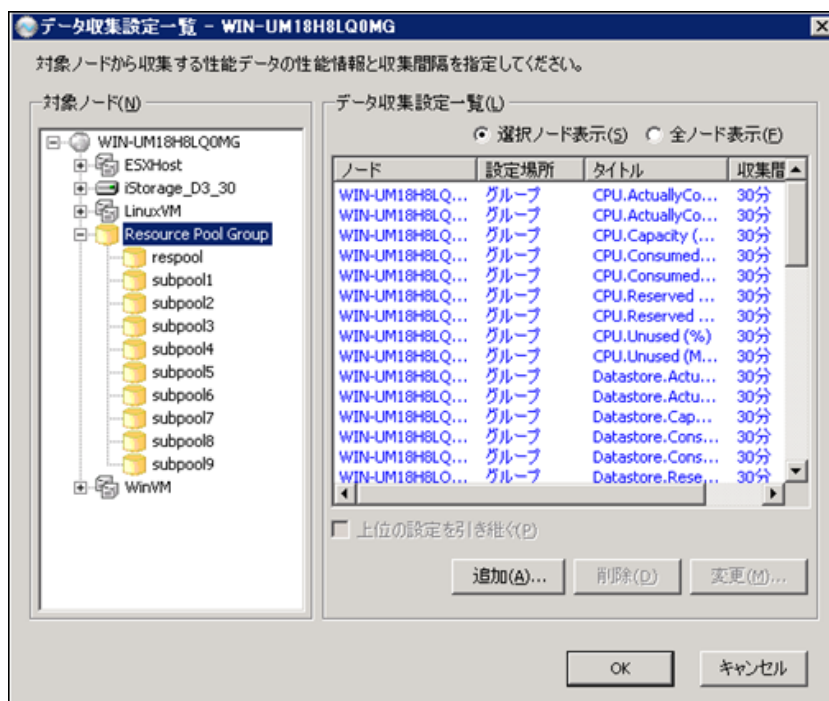 データ収集設定一覧 - WIN-UM18H8LQ0MG
対象ノードから収集する性能データの性能情報と収集間隔を指定してください。
対象ノード(N)
WIN-UM18H8LQ0MG
ESXHost
iStorage_D3_30
LinuxVM
Resource Pool Group
respool
subpool1
subpool2
subpool3
subpool4
subpool5
subpool6
subpool7
subpool8
subpool9
WinVM
データ収集設定一覧(L)
選択ノード表示(S) 全ノード表示(E)
ノード 設定場所 タイトル 収集間
WIN-UM18H8LQ... グループ CPU.ActuallyCo... 30分
WIN-UM18H8LQ... グループ CPU.ActuallyCo... 30分
WIN-UM18H8LQ... グループ CPU.Capacity (... 30分
WIN-UM18H8LQ... グループ CPU.Consumed... 30分
WIN-UM18H8LQ... グループ CPU.Consumed... 30分
WIN-UM18H8LQ... グループ CPU.Reserved ... 30分
WIN-UM18H8LQ... グループ CPU.Reserved ... 30分
WIN-UM18H8LQ... グループ CPU.Unused (%) 30分
WIN-UM18H8LQ... グループ CPU.Unused (M... 30分
WIN-UM18H8LQ... グループ Datastore.Actu... 30分
WIN-UM18H8LQ... グループ Datastore.Actu... 30分
WIN-UM18H8LQ... グループ Datastore.Cap... 30分
WIN-UM18H8LQ... グループ Datastore.Cons... 30分
WIN-UM18H8LQ... グループ Datastore.Cons... 30分
WIN-UM18H8LQ... グループ Datastore.Rese... 30分
上位の設定を引き継ぐ(P)
追加(A)... 削除(D) 変更(M)...
OK キャンセル